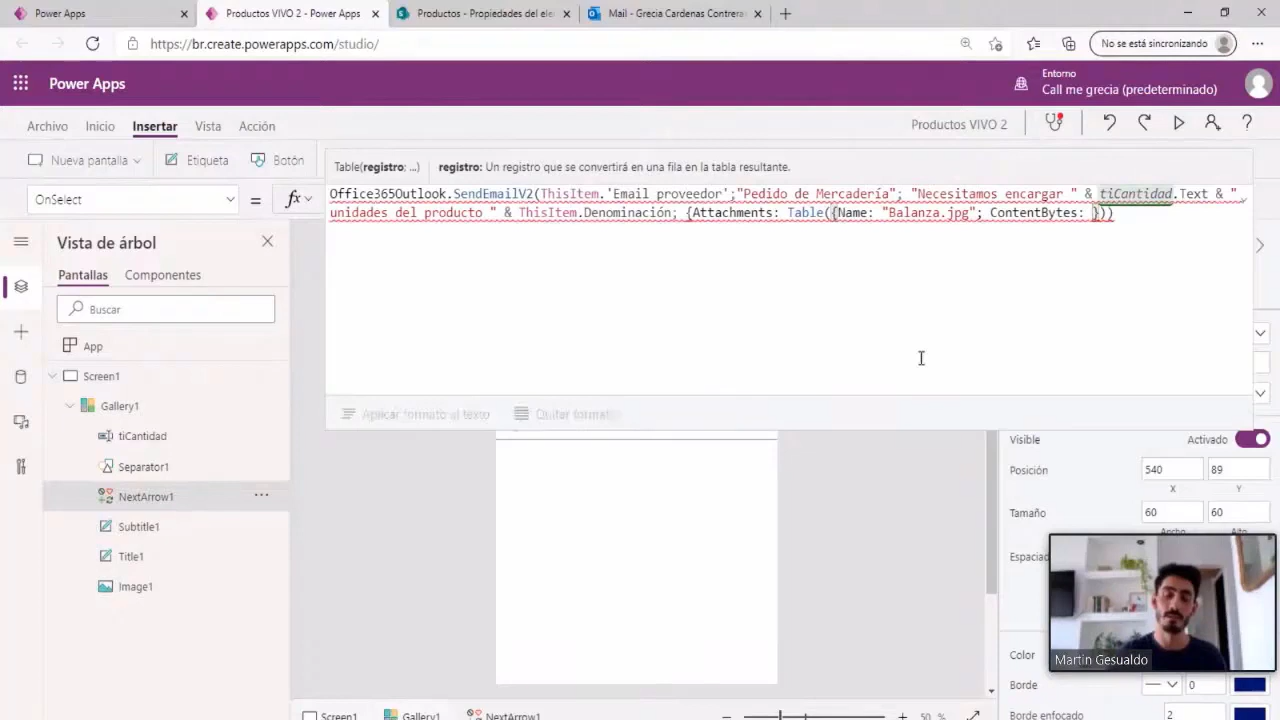 Power Apps
Productos VIVO 2 - Power Apps
Productos - Propiedades del ele
Mail - Grecia Cardenas Contrera
https://br.create.powerapps.com/studio/
No se está sincronizando
Power Apps
Entorno
Call me grecia (predeterminado)
Archivo
Inicio
Insertar
Vista
Acción
Productos VIVO 2
Nueva pantalla
Etiqueta
Botón
Table(registro: ...)
registro: Un registro que se convertirá en una fila en la tabla resultante.
OnSelect
=
fx
Office365Outlook.SendEmailV2(ThisItem.'Email proveedor';"Pedido de Mercadería"; "Necesitamos encargar " & tiCantidad.Text & "
unidades del producto " & ThisItem.Denominación; {Attachments: Table({Name: "Balanza.jpg"; ContentBytes: }))
Vista de árbol
Pantallas
Componentes
Buscar
App
Screen1
Gallery1
tiCantidad
Separator1
NextArrow1
...
Subtitle1
Title1
Image1
Aplicar formato al texto
Quitar formato
Visible
Activado
Posición
540
89
X
Y
Tamaño
60
60
Ancho
Alto
Color
Martin Gesualdo
Borde
0
Borde enfocado
2
Screen1
Gallery1
NextArrow1
50 %